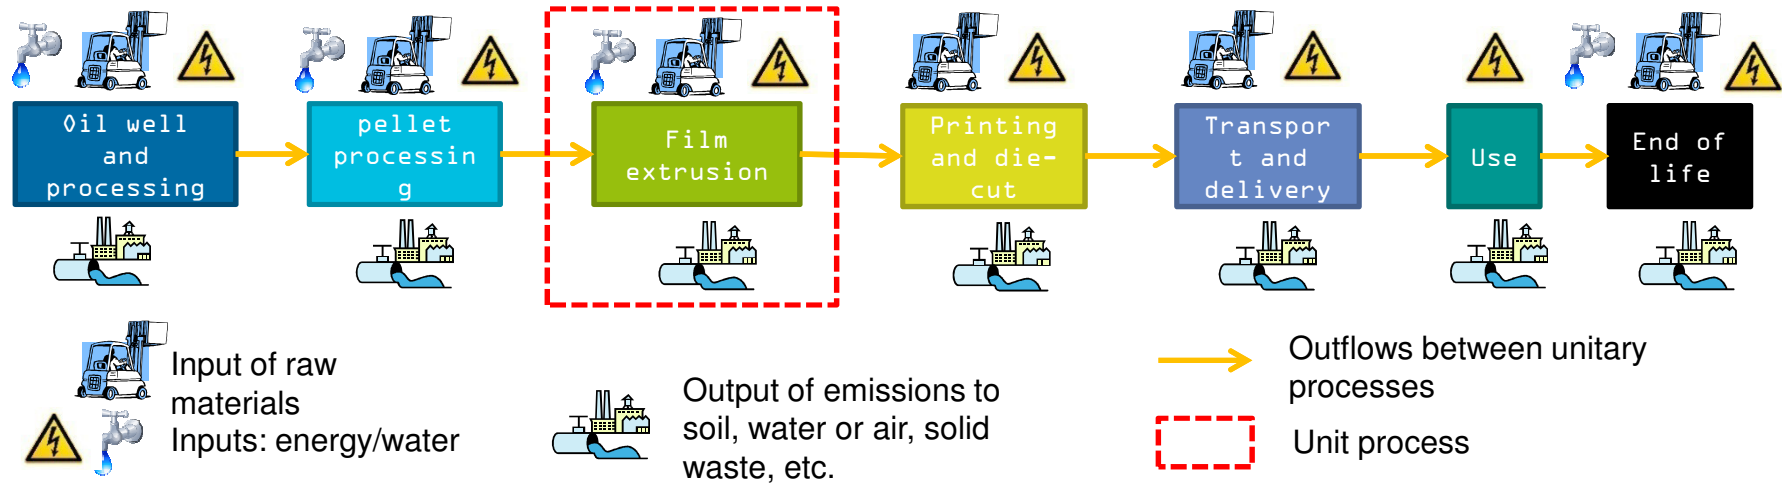 Oil well
and
processing
pellet
processin
g
Film
extrusion
Printing
and die-
cut
Transpor
t and
delivery
Use
End of
life
Input of raw
materials
Inputs: energy/water
Output of emissions to
soil, water or air, solid
waste, etc.
Outflows between unitary
processes
Unit process